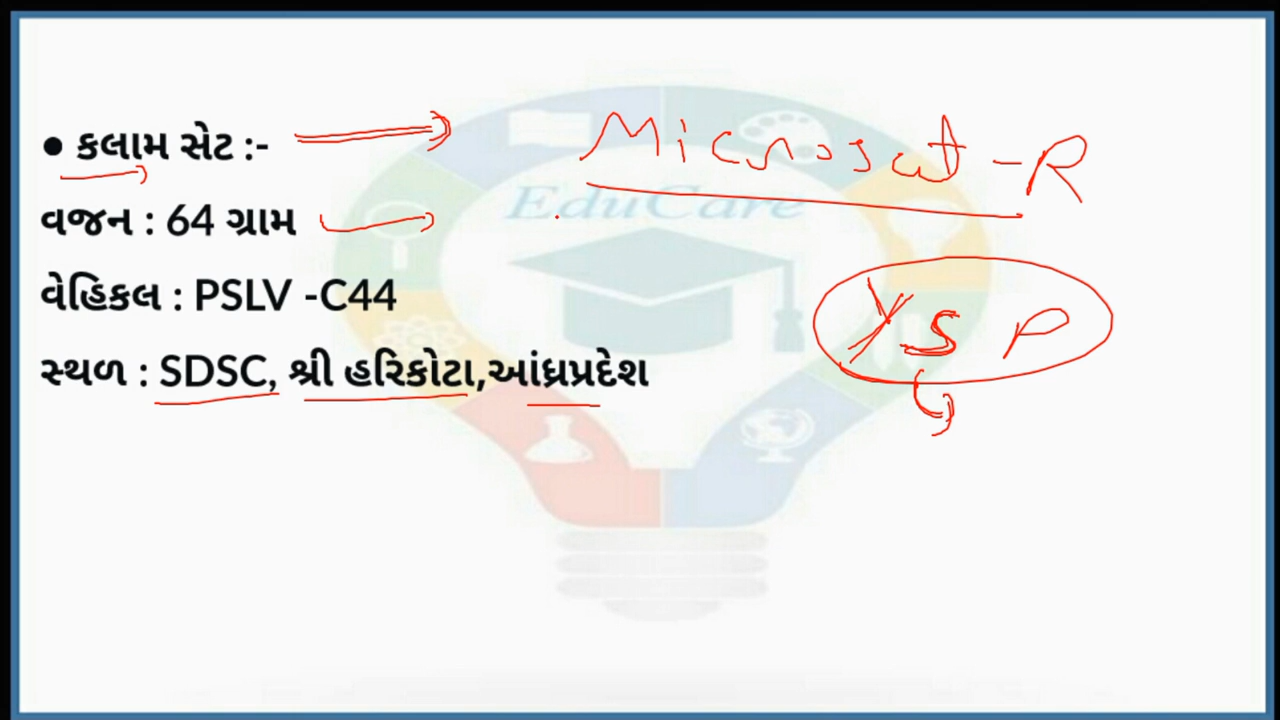 ● કલામ સેટ :-
Microsat-R
EduCare
વજન : 64 ગ્રામ
વેહિકલ : PSLV -C44
YSP
સ્થળ : SDSC, શ્રી હરિકોટા,આંધ્રપ્રદેશ